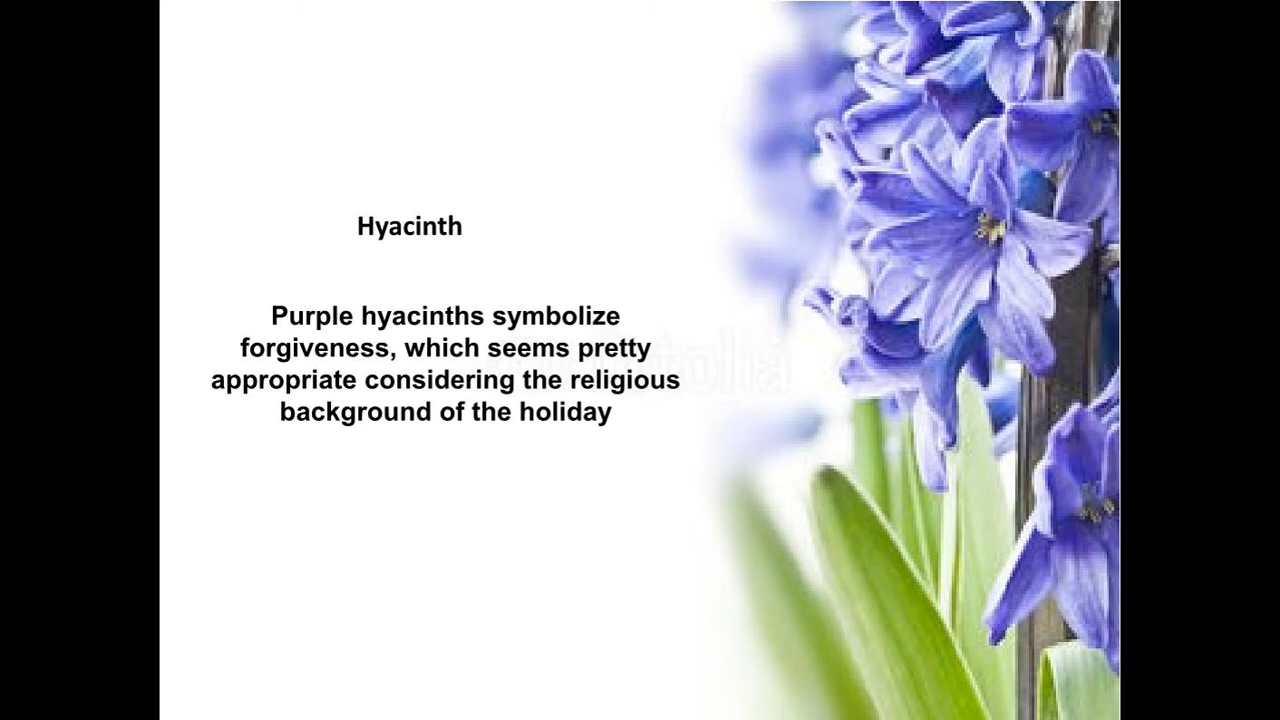 Hyacinth
Purple hyacinths symbolize
forgiveness, which seems pretty
appropriate considering the religious
background of the holiday